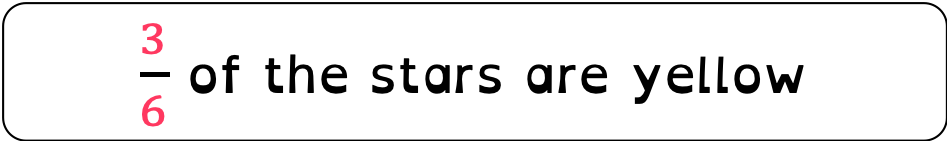 3/6 of the stars are yellow